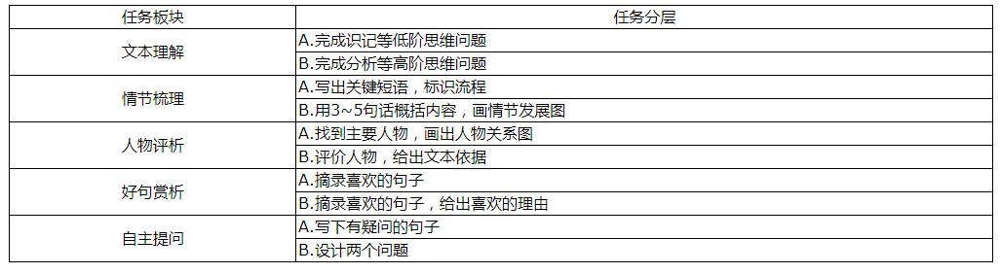 任务板块 任务分层
文本理解
A.完成识记等低阶思维问题
B.完成分析等高阶思维问题
情节梳理
A.写出关键短语，标识流程
B.用3~5句话概括内容，画情节发展图
人物评析
A.找到主要人物，画出人物关系图
B.评价人物，给出文本依据
好句赏析
A.摘录喜欢的句子
B.摘录喜欢的句子，给出喜欢的理由
自主提问
A.写下有疑问的句子
B.设计两个问题